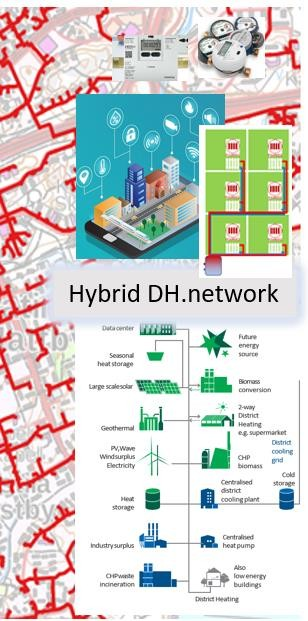 Hybrid DH.network
Data center
Future
energy
source
Seasonal
heat storage
Large scale solar
Biomass
conversion
Geothermal
2-way
District
Heating
e.g. supermarket
District
cooling
grid
PV,Wave
Windsurplus
Electricity
CHP
biomass
Cold
storage
Heat
storage
Centralised
district
cooling plant
Industry surplus
Centralised
heat pump
CHP waste
incineration
Also
low energy
buildings
District Heating